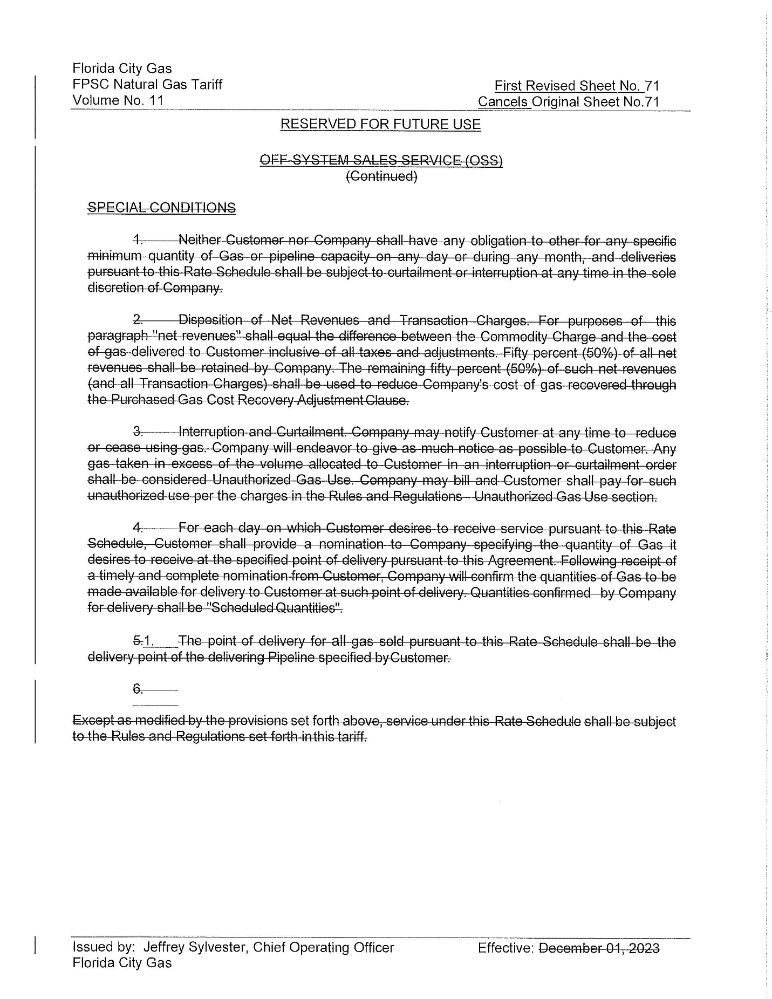 Florida City Gas
FPSC Natural Gas Tariff
First Revised Sheet No. 71
Volume No. 11
Cancels Original Sheet No.71
RESERVED FOR FUTURE USE
OFF-SYSTEM SALES SERVICE (OSS)
(Continued)
SPECIAL CONDITIONS
1. Neither Customer nor Company shall have any obligation to other for any specific
minimum quantity of Gas or pipeline capacity on any day or during any month, and deliveries
pursuant to this Rate Schedule shall be subject to curtailment or interruption at any time in the sole
discretion of Company.
2. Disposition of Net Revenues and Transaction Charges. For purposes of this
paragraph "net revenues" shall equal the difference between the Commodity Charge and the cost
of gas delivered to Customer inclusive of all taxes and adjustments. Fifty percent (50%) of all net
revenues shall be retained by Company. The remaining fifty percent (50%) of such net revenues
(and all Transaction Charges) shall be used to reduce Company's cost of gas recovered through
the Purchased Gas Cost Recovery Adjustment Clause.
3. Interruption and Curtailment. Company may notify Customer at any time to reduce
or cease using gas. Company will endeavor to give as much notice as possible to Customer. Any
gas taken in excess of the volume allocated to Customer in an interruption or curtailment order
shall be considered Unauthorized Gas Use. Company may bill and Customer shall pay for such
unauthorized use per the charges in the Rules and Regulations - Unauthorized Gas Use section.
4. For each day on which Customer desires to receive service pursuant to this Rate
Schedule, Customer shall provide a nomination to Company specifying the quantity of Gas it
desires to receive at the specified point of delivery pursuant to this Agreement. Following receipt of
a timely and complete nomination from Customer, Company will confirm the quantities of Gas to be
made available for delivery to Customer at such point of delivery. Quantities confirmed by Company
for delivery shall be "Scheduled Quantities".
5.1. The point of delivery for all gas sold pursuant to this Rate Schedule shall be the
delivery point of the delivering Pipeline specified by Customer.
6.
Except as modified by the provisions set forth above, service under this Rate Schedule shall be subject
to the Rules and Regulations set forth in this tariff.
Issued by: Jeffrey Sylvester, Chief Operating Officer
Effective: December 01, 2023
Florida City Gas